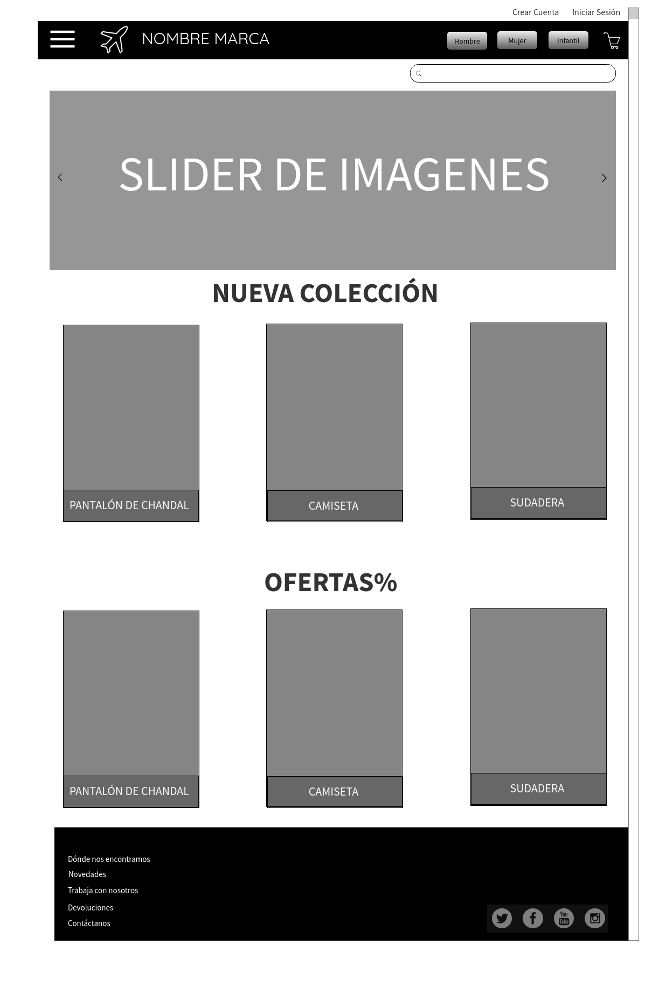 Crear Cuenta Iniciar Sesión
NOMBRE MARCA
Hombre Mujer Infantil
SLIDER DE IMAGENES
NUEVA COLECCIÓN
PANTALÓN DE CHANDAL
CAMISETA
SUDADERA
OFERTAS%
PANTALÓN DE CHANDAL
CAMISETA
SUDADERA
Dónde nos encontramos
Novedades
Trabaja con nosotros
Devoluciones
Contáctanos
You
Tube